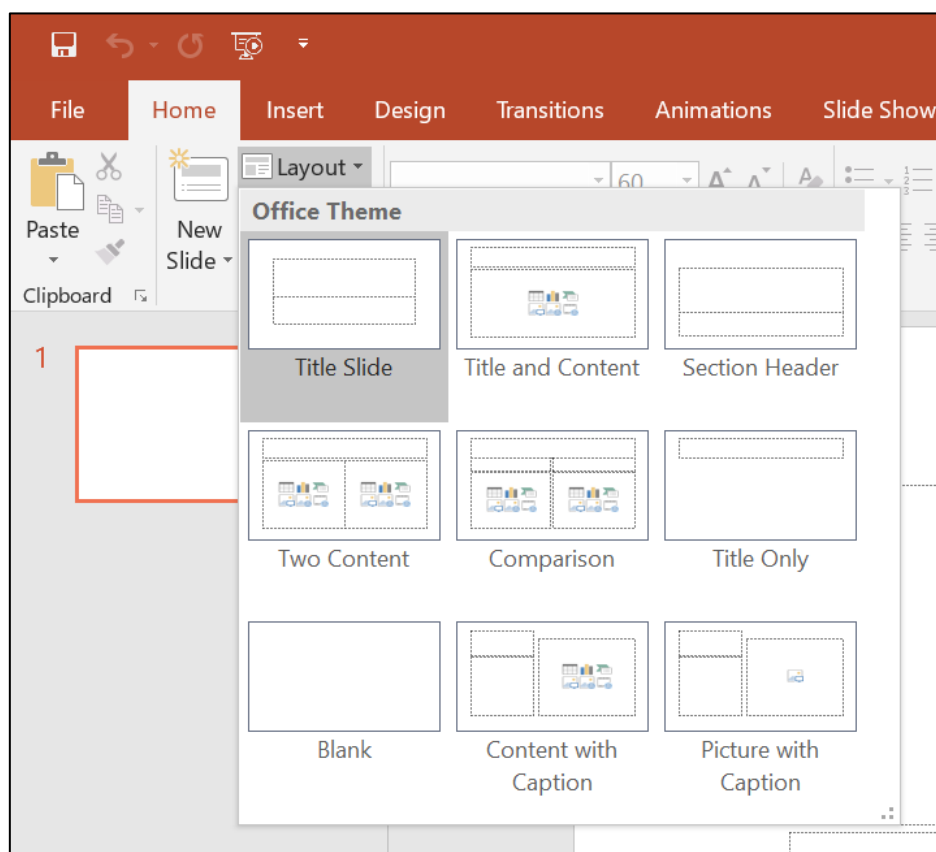 File Home Insert Design Transitions Animations Slide Show
Layout
60
Paste
New
Slide
Clipboard
Office Theme
1
Title Slide Title and Content Section Header
Two Content Comparison Title Only
Blank Content with Picture with
Caption Caption